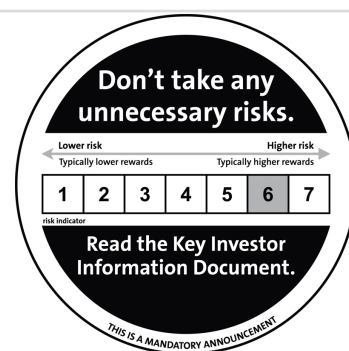 Don't take any
unnecessary risks.
Lower risk Higher risk
Typically lower rewards Typically higher rewards
1 2 3 4 5 6 7
risk indicator
Read the Key Investor
Information Document.
THIS IS A MANDATORY ANNOUNCEMENT